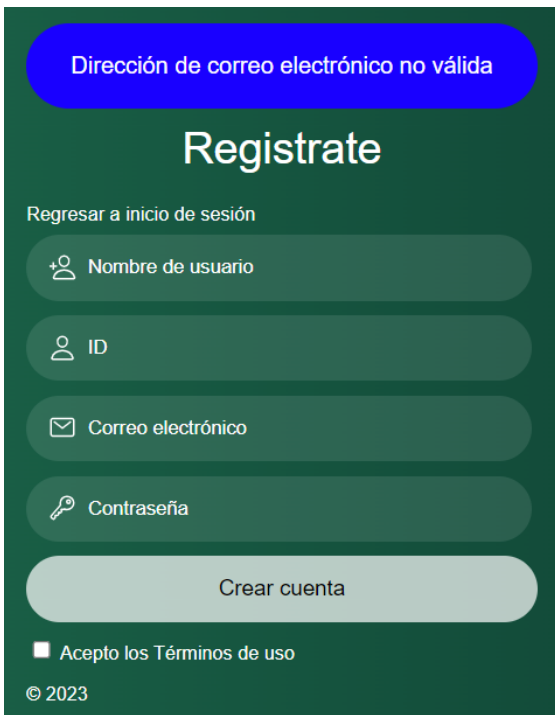 Dirección de correo electrónico no válida
Registrate
Regresar a inicio de sesión
Nombre de usuario
ID
Correo electrónico
Contraseña
Crear cuenta
Acepto los Términos de uso
© 2023